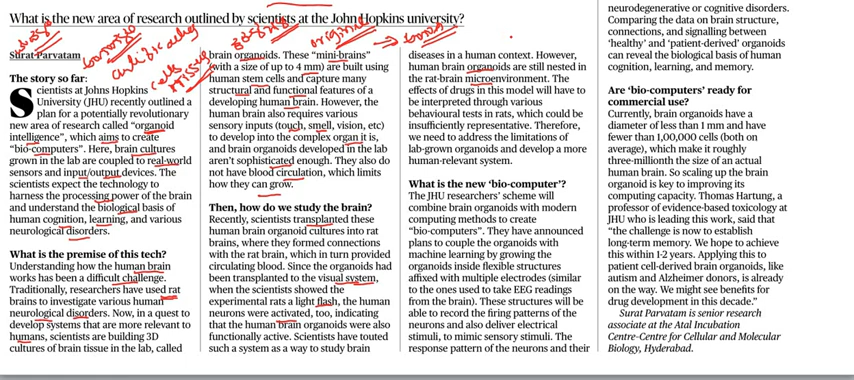 What is the new area of research outlined by scientists at the John Hopkins university?
Surat Parvatam
The story so far:
Scientists at Johns Hopkins
University (JHU) recently outlined a
plan for a potentially revolutionary
new area of research called “organoid
intelligence”, which aims to create
“bio-computers”. Here, brain cultures
grown in the lab are coupled to real-world
sensors and input/output devices. The
scientists expect the technology to
harness the processing power of the brain
and understand the biological basis of
human cognition, learning, and various
neurological disorders.
What is the premise of this tech?
Understanding how the human brain
works has been a difficult challenge.
Traditionally, researchers have used rat
brains to investigate various human
neurological disorders. Now, in a quest to
develop systems that are more relevant to
humans, scientists are building 3D
cultures of brain tissue in the lab, called
brain organoids. These “mini-brains”
(with a size of up to 4 mm) are built using
human stem cells and capture many
structural and functional features of a
developing human brain. However, the
human brain also requires various
sensory inputs (touch, smell, vision, etc)
to develop into the complex organ it is,
and brain organoids developed in the lab
aren’t sophisticated enough. They also do
not have blood circulation, which limits
how they can grow.
Then, how do we study the brain?
Recently, scientists transplanted these
human brain organoid cultures into rat
brains, where they formed connections
with the rat brain, which in turn provided
circulating blood. Since the organoids had
been transplanted to the visual system,
when the scientists showed the
experimental rats a light flash, the human
neurons were activated, too, indicating
that the human brain organoids were also
functionally active. Scientists have touted
such a system as a way to study brain
diseases in a human context. However,
human brain organoids are still nested in
the rat-brain microenvironment. The
effects of drugs in this model will have to
be interpreted through various
behavioural tests in rats, which could be
insufficiently representative. Therefore,
we need to address the limitations of
lab-grown organoids and develop a more
human-relevant system.
What is the new ‘bio-computer’?
The JHU researchers’ scheme will
combine brain organoids with modern
computing methods to create
“bio-computers”. They have announced
plans to couple the organoids with
machine learning by growing the
organoids inside flexible structures
affixed with multiple electrodes (similar
to the ones used to take EEG readings
from the brain). These structures will be
able to record the firing patterns of the
neurons and also deliver electrical
stimuli, to mimic sensory stimuli. The
response pattern of the neurons and their
neurodegenerative or cognitive disorders.
Comparing the data on brain structure,
connections, and signalling between
‘healthy’ and ‘patient-derived’ organoids
can reveal the biological basis of human
cognition, learning, and memory.
Are ‘bio-computers’ ready for
commercial use?
Currently, brain organoids have a
diameter of less than 1 mm and have
fewer than 1,00,000 cells (both on
average), which make it roughly
three-millionth the size of an actual
human brain. So scaling up the brain
organoid is key to improving its
computing capacity. Thomas Hartung, a
professor of evidence-based toxicology at
JHU who is leading this work, said that
“the challenge is now to establish
long-term memory. We hope to achieve
this within 1-2 years. Applying this to
patient cell-derived brain organoids, like
autism and Alzheimer donors, is already
on the way. We might see benefits for
drug development in this decade.”
Surat Parvatam is senior research
associate at the Atal Incubation
Centre-Centre for Cellular and Molecular
Biology, Hyderabad.